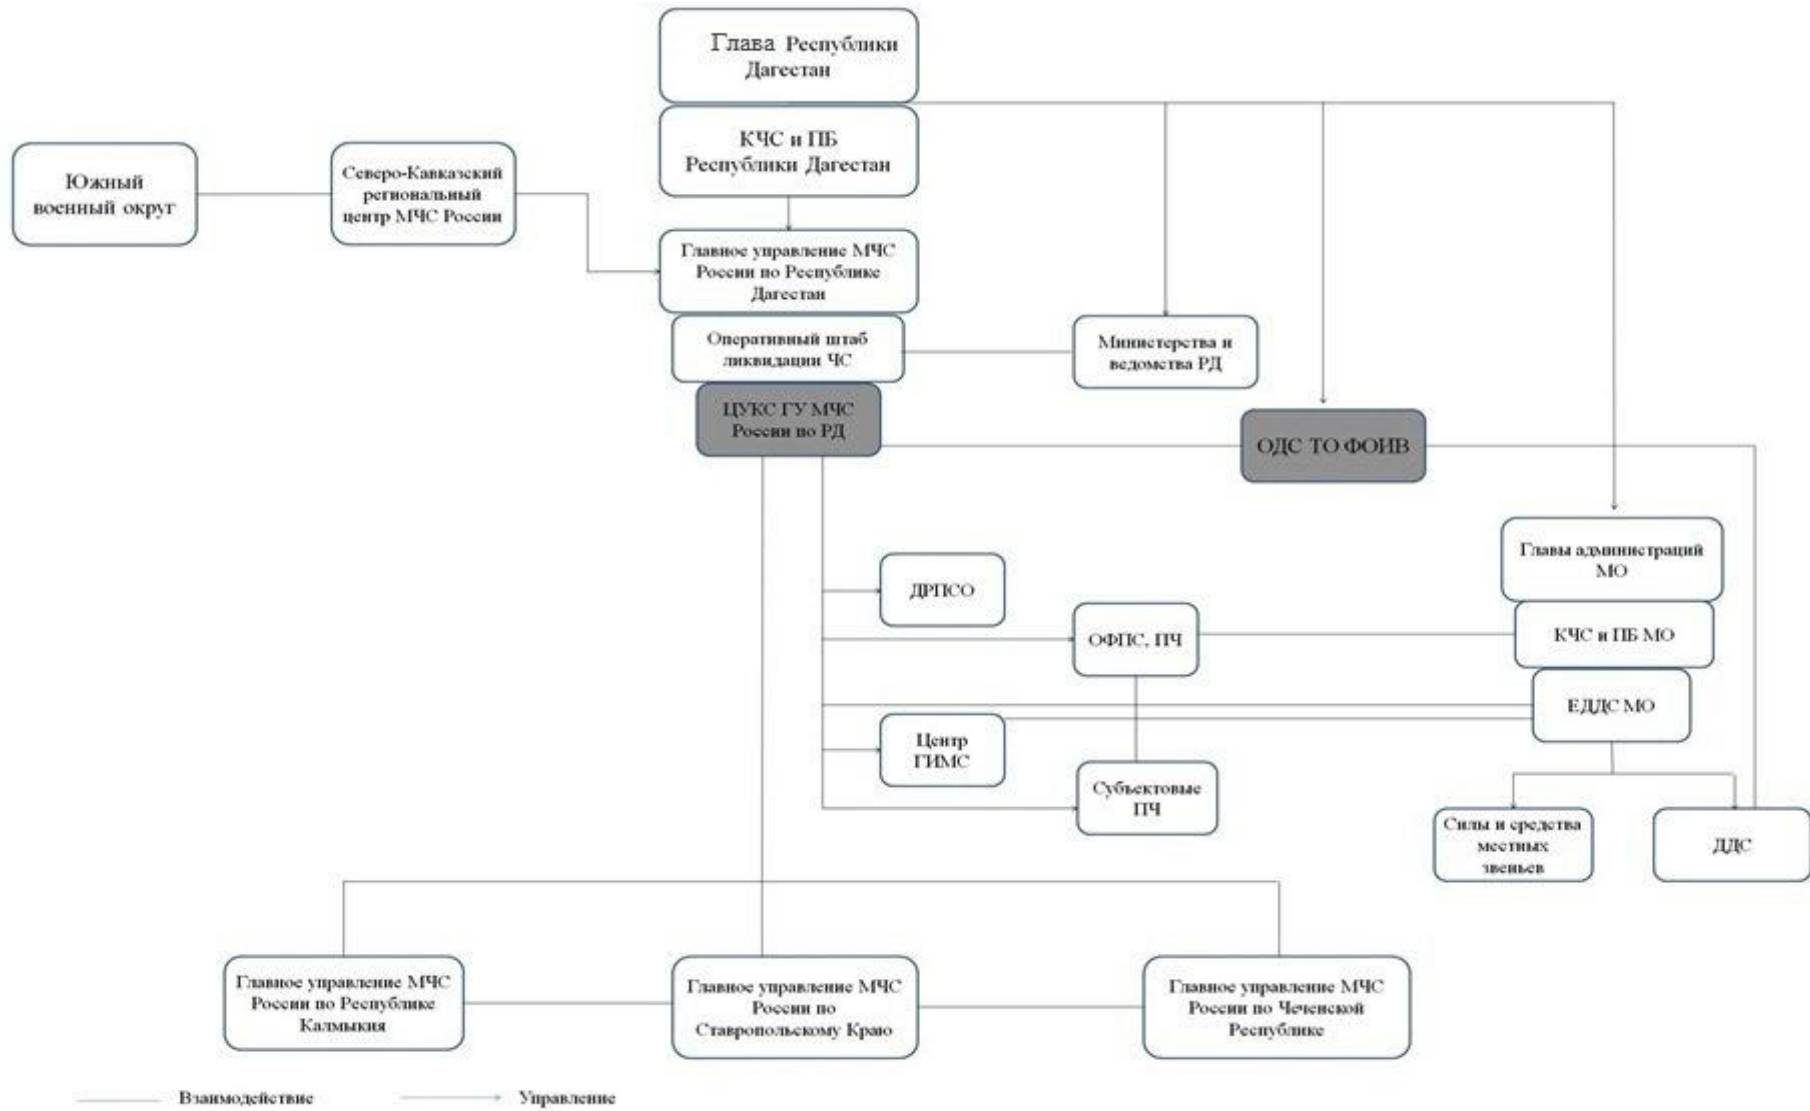 Глава Республики
Дагестан
КЧС и ПБ
Республики Дагестан
Южный
военный округ
Северо-Кавказский
региональный
центр МЧС России
Главное управление МЧС
России по Республике
Дагестан
Оперативный штаб
ликвидации ЧС
Министерства и
ведомства РД
ЦУКС ГУ МЧС
России по РД
ОДС ТО ФОИВ
Главы администраций
МО
ДРПСО
ОФПС, ПЧ
КЧС и ПБ МО
ЕДДС МО
Центр
ГИМС
Субъектовые
ПЧ
Силы и средства
местных
звеньев
ДДС
Главное управление МЧС
России по Республике
Калмыкия
Главное управление МЧС
России по
Ставропольскому Краю
Главное управление МЧС
России по Чеченской
Республике
Взаимодействие
Управление